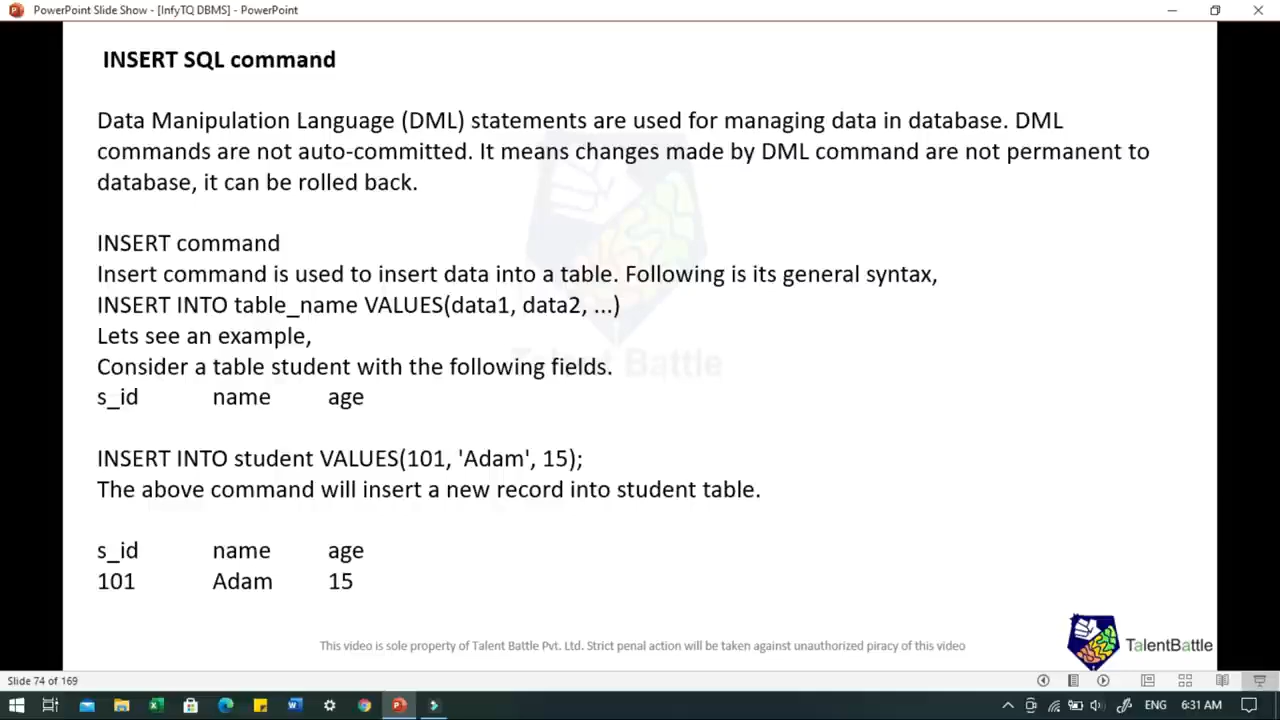 PowerPoint Slide Show - [InfyTQ DBMS] - PowerPoint
INSERT SQL command
Data Manipulation Language (DML) statements are used for managing data in database. DML
commands are not auto-committed. It means changes made by DML command are not permanent to
database, it can be rolled back.
INSERT command
Insert command is used to insert data into a table. Following is its general syntax,
INSERT INTO table_name VALUES(data1, data2, ...)
Lets see an example,
Consider a table student with the following fields.
s_id name age
INSERT INTO student VALUES(101, 'Adam', 15);
The above command will insert a new record into student table.
s_id name age
101 Adam 15
Talent Battle
This video is sole property of Talent Battle Pvt. Ltd. Strict penal action will be taken against unauthorized piracy of this video
TalentBattle
Slide 74 of 169
ENG 6:31 AM